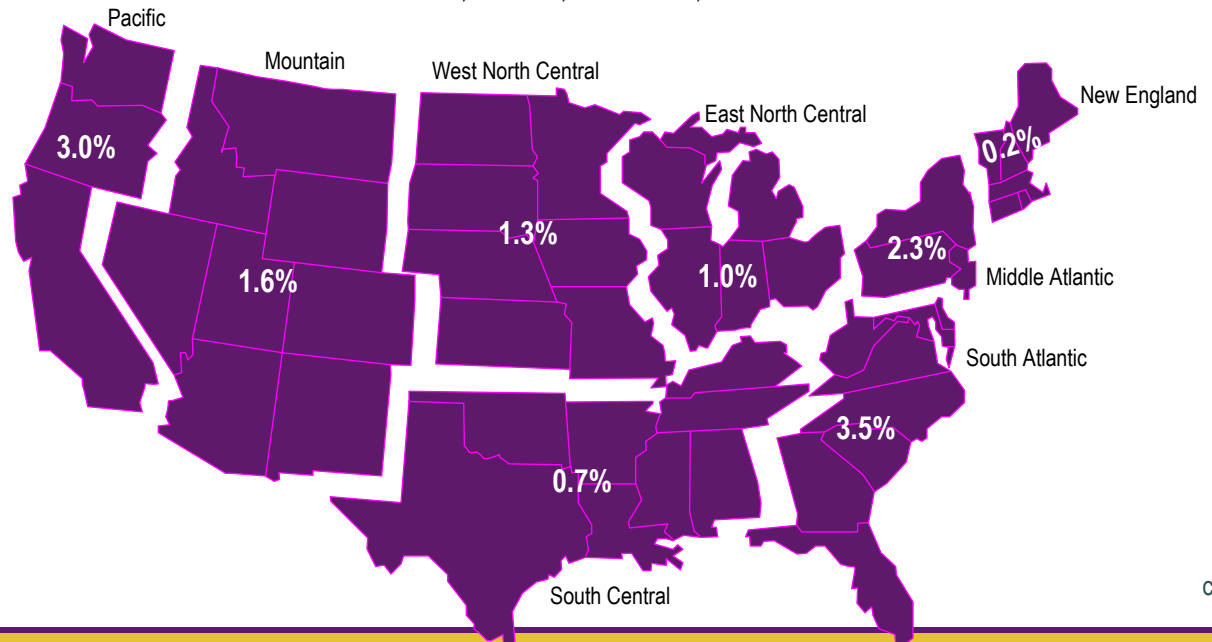 Pacific
Mountain
West North Central
East North Central
New England
3.0%
0.2%
1.3%
2.3%
1.6%
1.0%
Middle Atlantic
South Atlantic
3.5%
0.7%
South Central